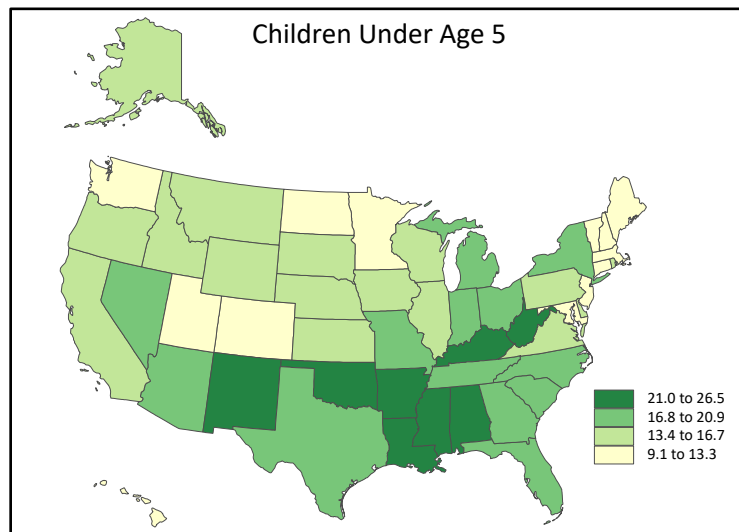 Children Under Age 5
21.0 to 26.5
16.8 to 20.9
13.4 to 16.7
9.1 to 13.3